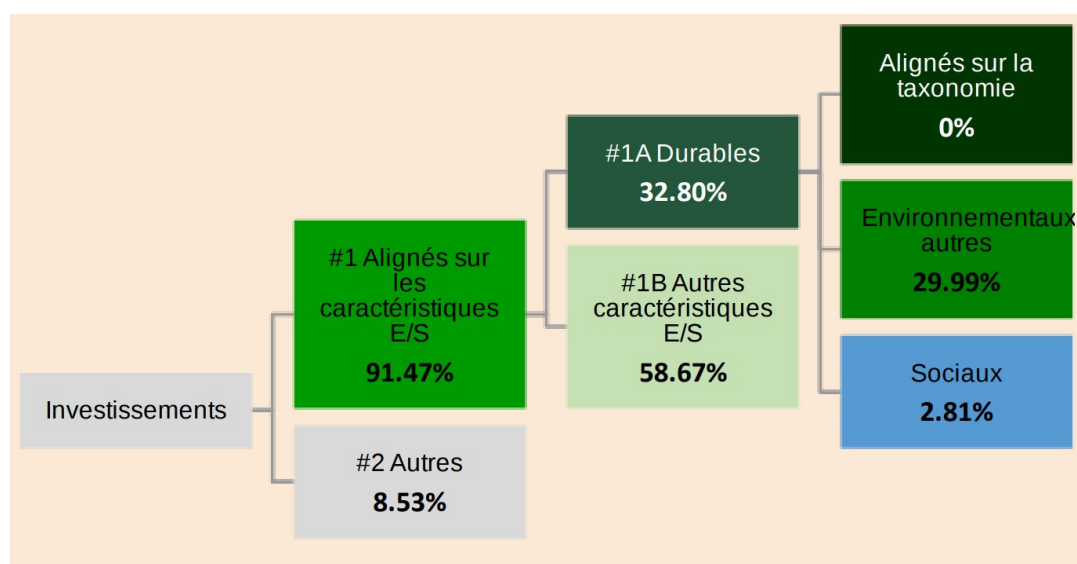 Investissements
#1 Alignés sur
les
caractéristiques
E/S
91.47%
#2 Autres
8.53%
#1A Durables
32.80%
#1B Autres
caractéristiques
E/S
58.67%
Alignés sur la
taxonomie
0%
Environnementaux
autres
29.99%
Sociaux
2.81%